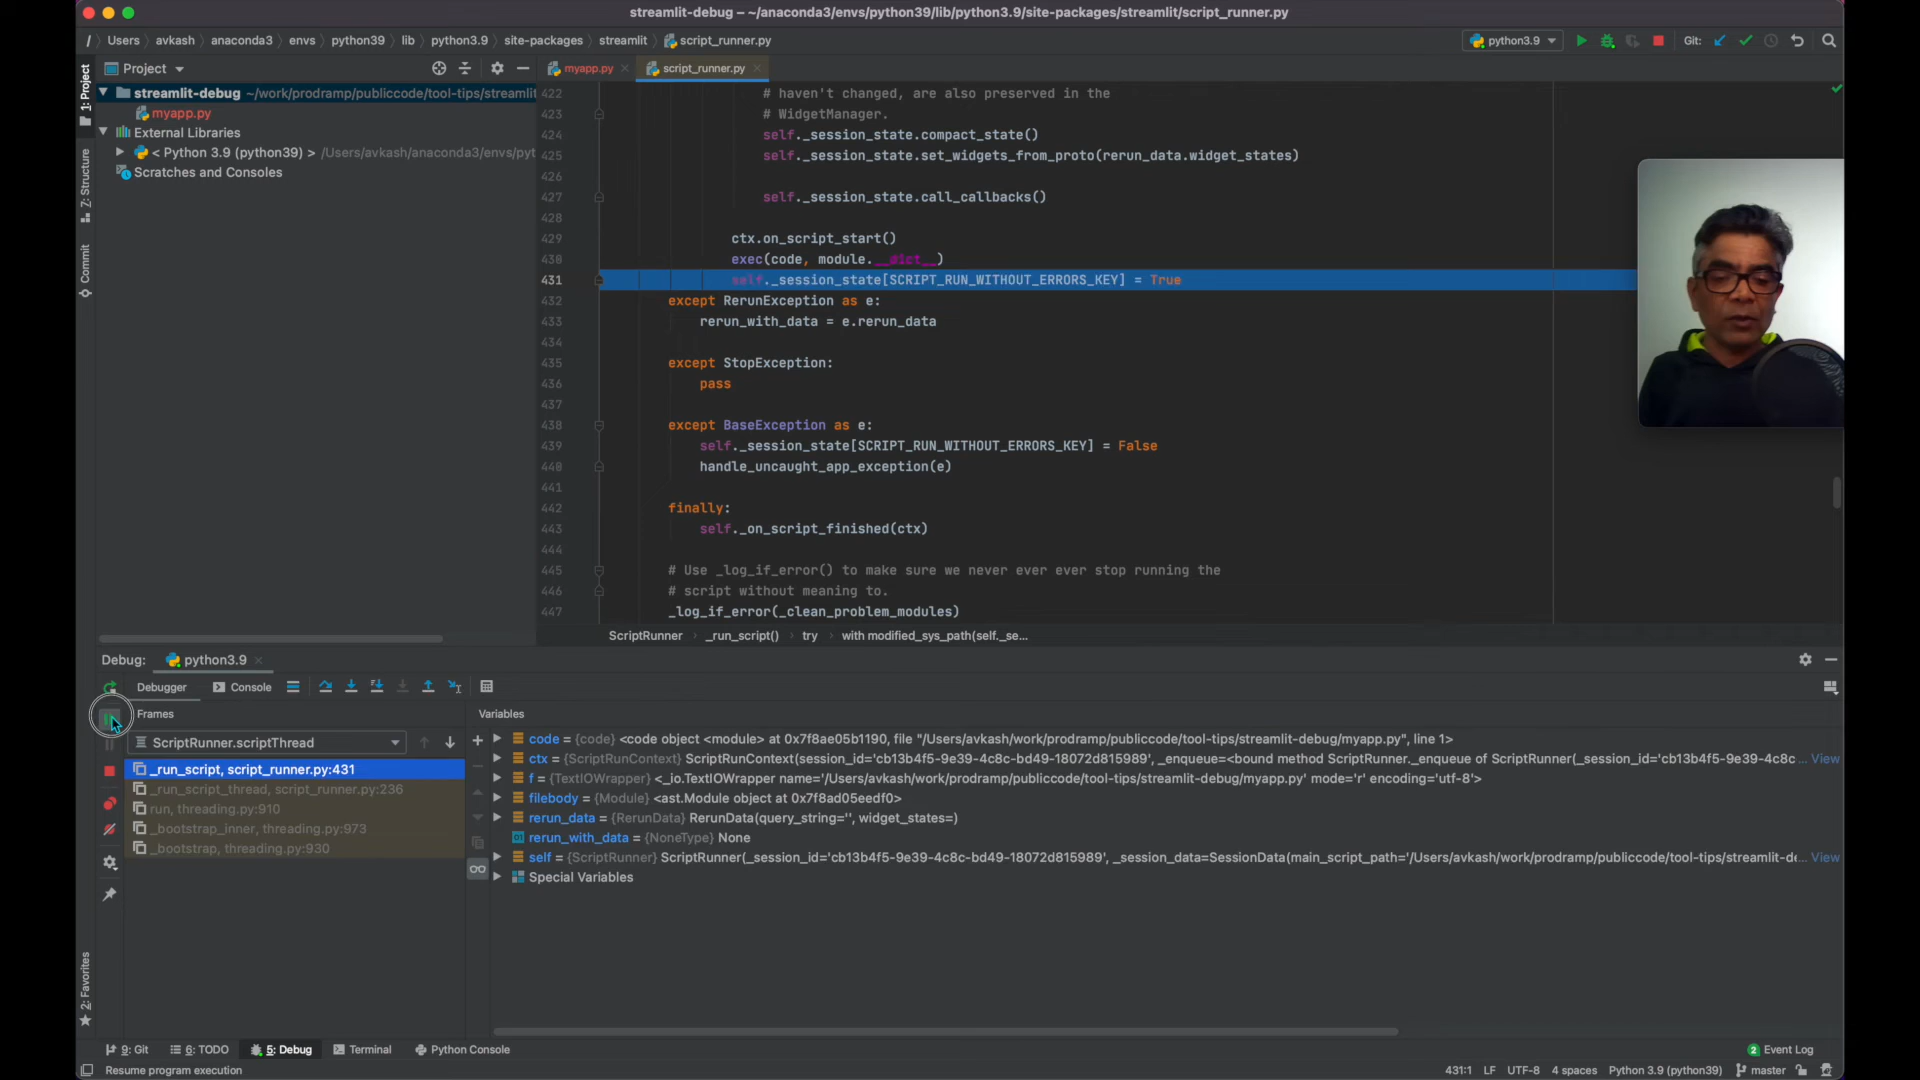 streamlit-debug – ~/anaconda3/envs/python39/lib/python3.9/site-packages/streamlit/script_runner.py
/ Users avkash anaconda3 envs python39 lib python3.9 site-packages streamlit script_runner.py
python3.9
Git:
1: Project
Z: Structure
Commit
2: Favorites
Project
myapp.py
script_runner.py
streamlit-debug ~/work/prodramp/publiccode/tool-tips/streamlit
myapp.py
External Libraries
< Python 3.9 (python39) > /Users/avkash/anaconda3/envs/pyt
Scratches and Consoles
422 # haven't changed, are also preserved in the
423 # WidgetManager.
424 self._session_state.compact_state()
425 self._session_state.set_widgets_from_proto(rerun_data.widget_states)
426
427 self._session_state.call_callbacks()
428
429 ctx.on_script_start()
430 exec(code, module.__dict__)
431 self._session_state[SCRIPT_RUN_WITHOUT_ERRORS_KEY] = True
432 except RerunException as e:
433 rerun_with_data = e.rerun_data
434
435 except StopException:
436 pass
437
438 except BaseException as e:
439 self._session_state[SCRIPT_RUN_WITHOUT_ERRORS_KEY] = False
440 handle_uncaught_app_exception(e)
441
442 finally:
443 self._on_script_finished(ctx)
444
445 # Use _log_if_error() to make sure we never ever ever stop running the
446 # script without meaning to.
447 _log_if_error(_clean_problem_modules)
ScriptRunner _run_script() try with modified_sys_path(self._se...
Debug: python3.9
Debugger Console
Frames
Variables
ScriptRunner.scriptThread
_run_script, script_runner.py:431
_run_script_thread, script_runner.py:236
run, threading.py:910
_bootstrap_inner, threading.py:973
_bootstrap, threading.py:930
code = {code} <code object <module> at 0x7f8ae05b1190, file "/Users/avkash/work/prodramp/publiccode/tool-tips/streamlit-debug/myapp.py", line 1>
ctx = {ScriptRunContext} ScriptRunContext(session_id='cb13b4f5-9e39-4c8c-bd49-18072d815989', _enqueue=<bound method ScriptRunner._enqueue of ScriptRunner(_session_id='cb13b4f5-9e39-4c8c ... View
f = {TextIOWrapper} <_io.TextIOWrapper name='/Users/avkash/work/prodramp/publiccode/tool-tips/streamlit-debug/myapp.py' mode='r' encoding='utf-8'>
filebody = {Module} <ast.Module object at 0x7f8ad05eedf0>
rerun_data = {RerunData} RerunData(query_string='', widget_states=)
rerun_with_data = {NoneType} None
self = {ScriptRunner} ScriptRunner(_session_id='cb13b4f5-9e39-4c8c-bd49-18072d815989', _session_data=SessionData(main_script_path='/Users/avkash/work/prodramp/publiccode/tool-tips/streamlit-de... View
Special Variables
9: Git 6: TODO 5: Debug Terminal Python Console
2 Event Log
Resume program execution
431:1 LF UTF-8 4 spaces Python 3.9 (python39) master